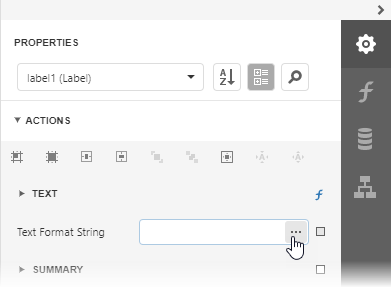 PROPERTIES
label1 (Label)
A
Z
ACTIONS
TEXT
f
Text Format String
...
SUMMARY